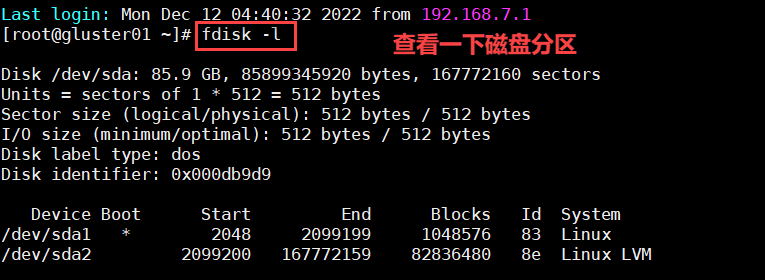 Last login: Mon Dec 12 04:40:32 2022 from 192.168.7.1
[root@gluster01 ~]# fdisk -l
查看一下磁盘分区
Disk /dev/sda: 85.9 GB, 85899345920 bytes, 167772160 sectors
Units = sectors of 1 * 512 = 512 bytes
Sector size (logical/physical): 512 bytes / 512 bytes
I/O size (minimum/optimal): 512 bytes / 512 bytes
Disk label type: dos
Disk identifier: 0x000db9d9
Device Boot Start End Blocks Id System
/dev/sda1 * 2048 2099199 1048576 83 Linux
/dev/sda2 2099200 167772159 82836480 8e Linux LVM